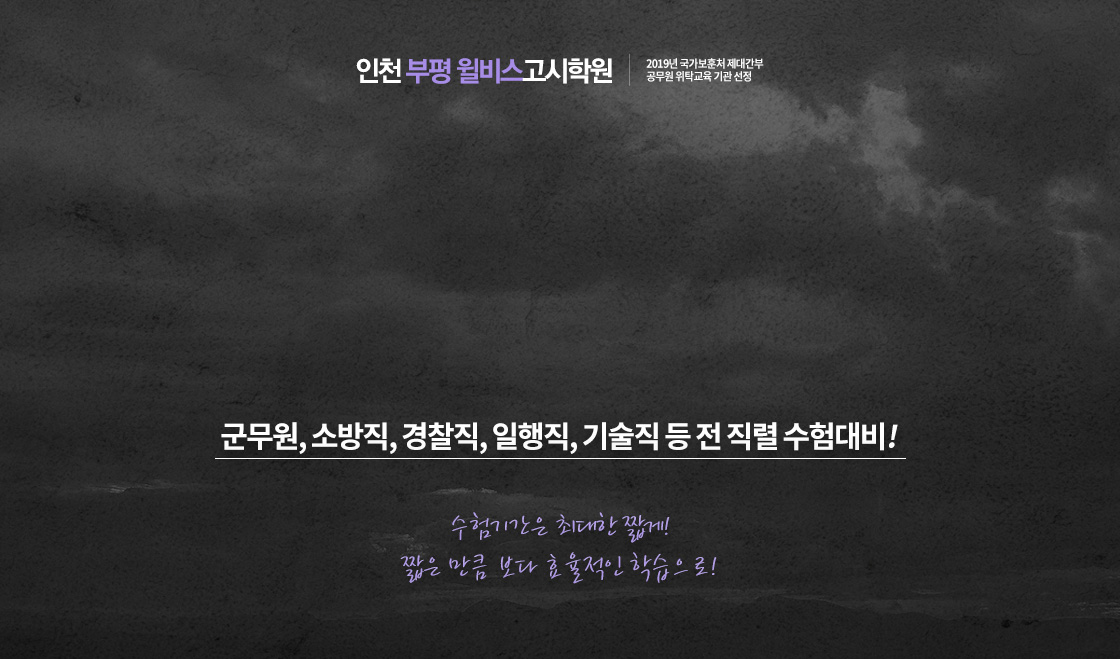 인천 부평 윌비스고시학원
2019년 국가보훈처 제대간부
공무원 위탁교육 기관 선정
군무원, 소방직, 경찰직, 일행직, 기술직 등 전 직렬 수험대비!
수험기간은 최대한 짧게!
짧은 만큼 보다 효율적인 학습으로!